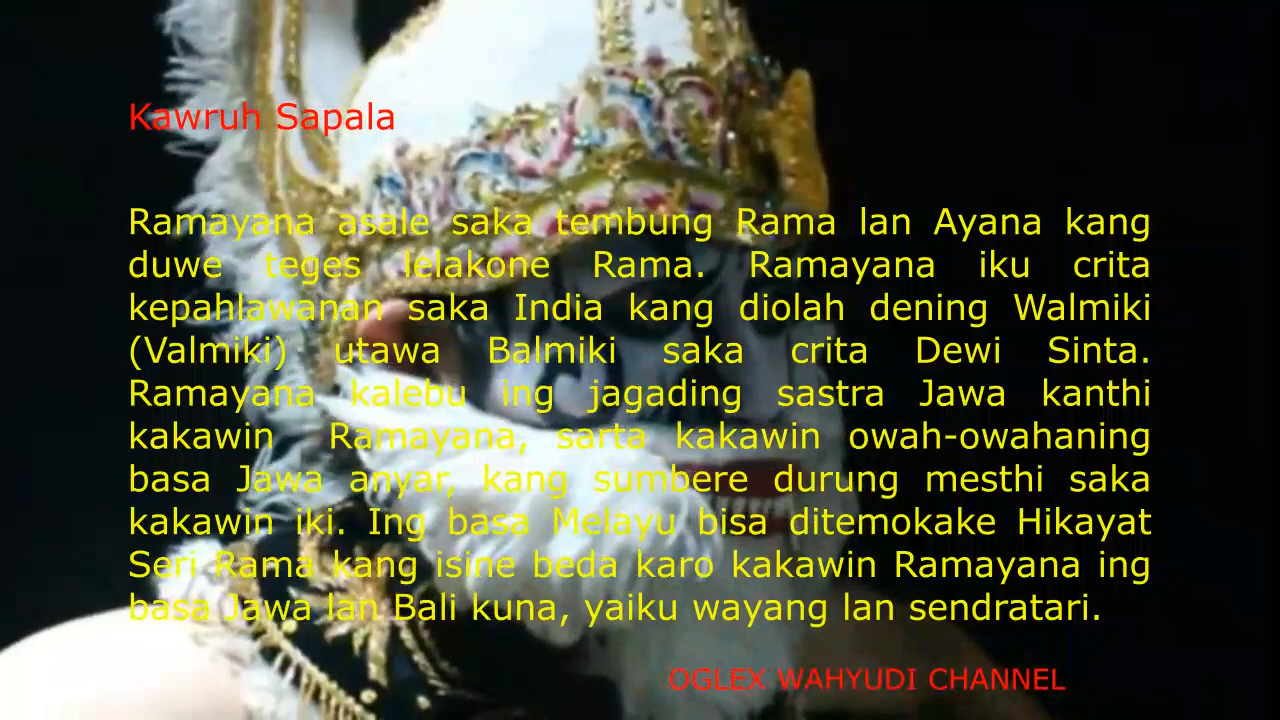 Kawruh Sapala
Ramayana asale saka tembung Rama lan Ayana kang
duwe teges lelakone Rama. Ramayana iku crita
kepahlawanan saka India kang diolah dening Walmiki
(Valmiki) utawa Balmiki saka crita Dewi Sinta.
Ramayana kalebu ing jagading sastra Jawa kanthi
kakawin Ramayana, sarta kakawin owah-owahaning
basa Jawa anyar, kang sumbere durung mesthi saka
kakawin iki. Ing basa Melayu bisa ditemokake Hikayat
Seri Rama kang isine beda karo kakawin Ramayana ing
basa Jawa lan Bali kuna, yaiku wayang lan sendratari.
OGLEX WAHYUDI CHANNEL